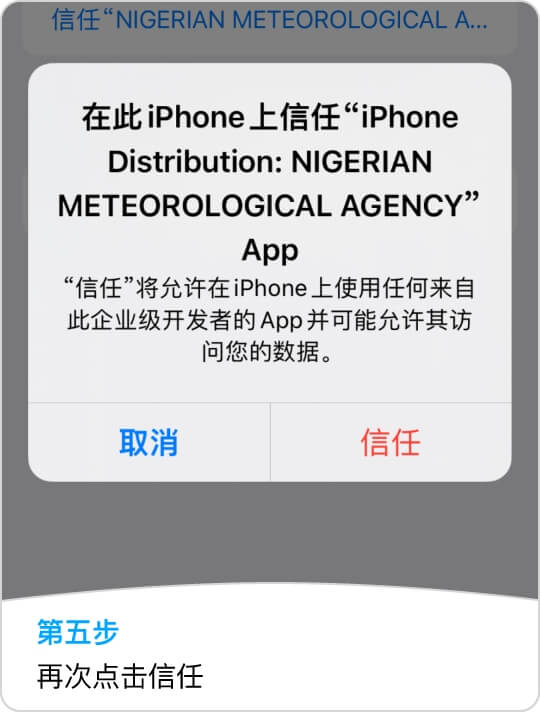 信任“NIGERIAN METEOROLOGICAL A...
在此iPhone上信任“iPhone
Distribution: NIGERIAN
METEOROLOGICAL AGENCY”
App
“信任”将允许在iPhone上使用任何来自
此企业级开发者的App并可能允许其访
问您的数据。
取消
信任
第五步
再次点击信任